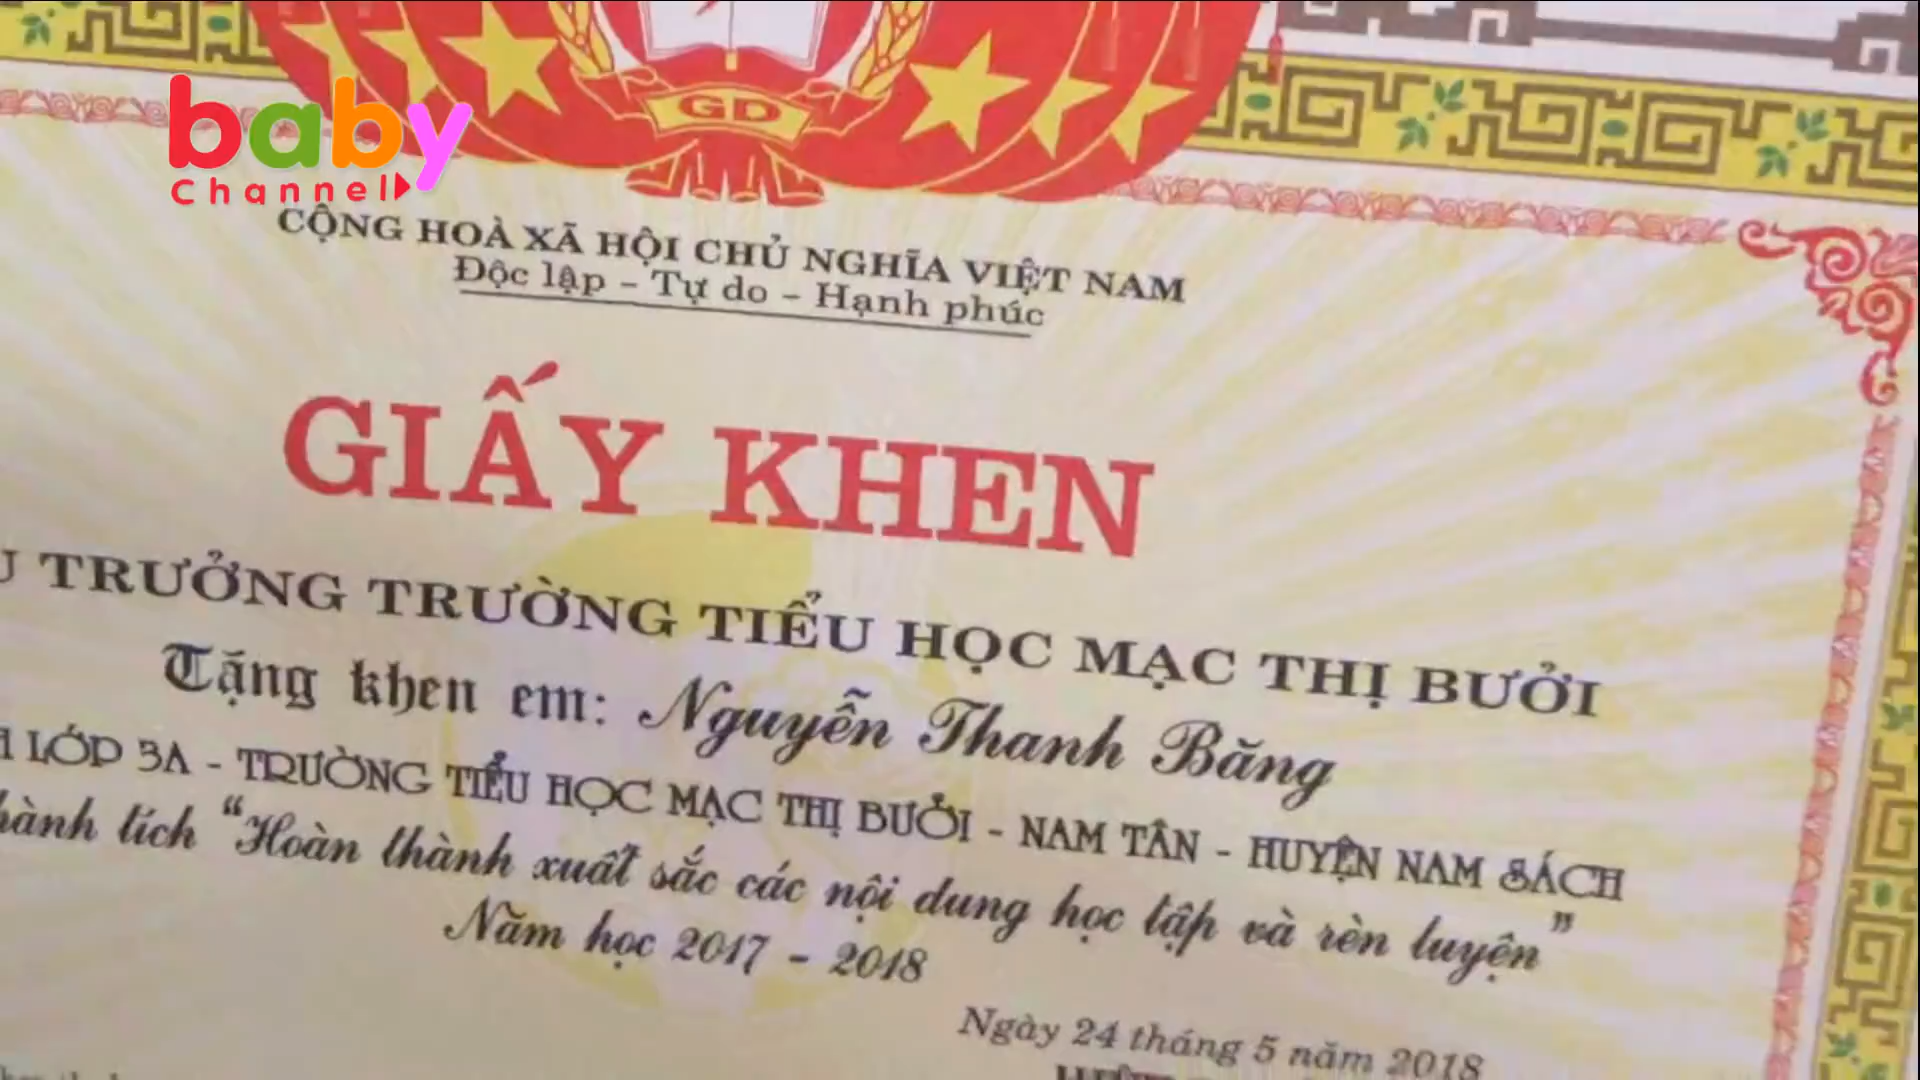 baby
Channel
GD
CỘNG HOÀ XÃ HỘI CHỦ NGHĨA VIỆT NAM
Độc lập - Tự do - Hạnh phúc
GIẤY KHEN
TRƯỞNG TRƯỜNG TIỂU HỌC MẠC THỊ BƯỞI
Tặng khen em: Nguyễn Thanh Băng
LỚP 3A - TRƯỜNG TIỂU HỌC MẠC THỊ BƯỞI - NAM TÂN - HUYỆN NAM SÁCH
tích "Hoàn thành xuất sắc các nội dung học tập và rèn luyện"
Năm học 2017 - 2018
Ngày 24 tháng 5 năm 2018